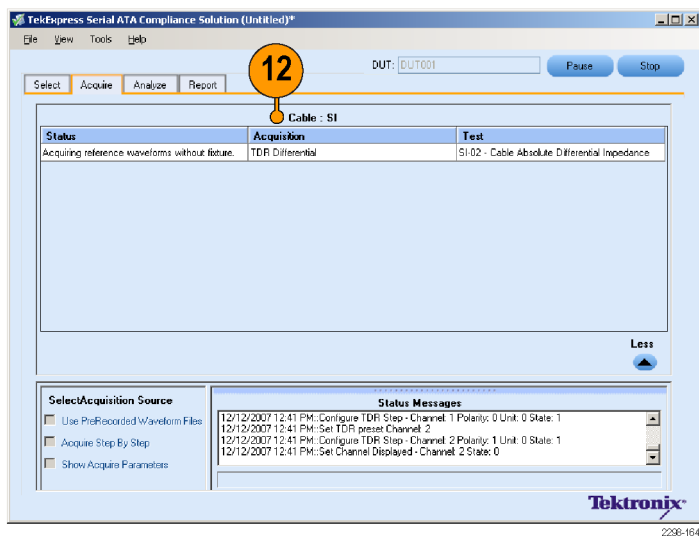 TekExpress Serial ATA Compliance Solution (Untitled)*
File View Tools Help
12
DUT: DUT001 Pause Stop
Select Acquire Analyze Report
Cable : SI
Status Acquisition Test
Acquiring reference waveforms without fixture. TDR Differential SI-02 - Cable Absolute Differential Impedance
Less
SelectAcquisition Source
Use PreRecorded Waveform Files
Acquire Step By Step
Show Acquire Parameters
Status Messages
12/12/2007 12:41 PM::Configure TDR Step - Channel: 1 Polarity: 0 Unit: 0 State: 1
12/12/2007 12:41 PM::Set TDR preset Channel: 2
12/12/2007 12:41 PM::Configure TDR Step - Channel: 2 Polarity: 1 Unit: 0 State: 1
12/12/2007 12:41 PM::Set Channel Displayed - Channel: 2 State: 0
Tektronix
2298-164